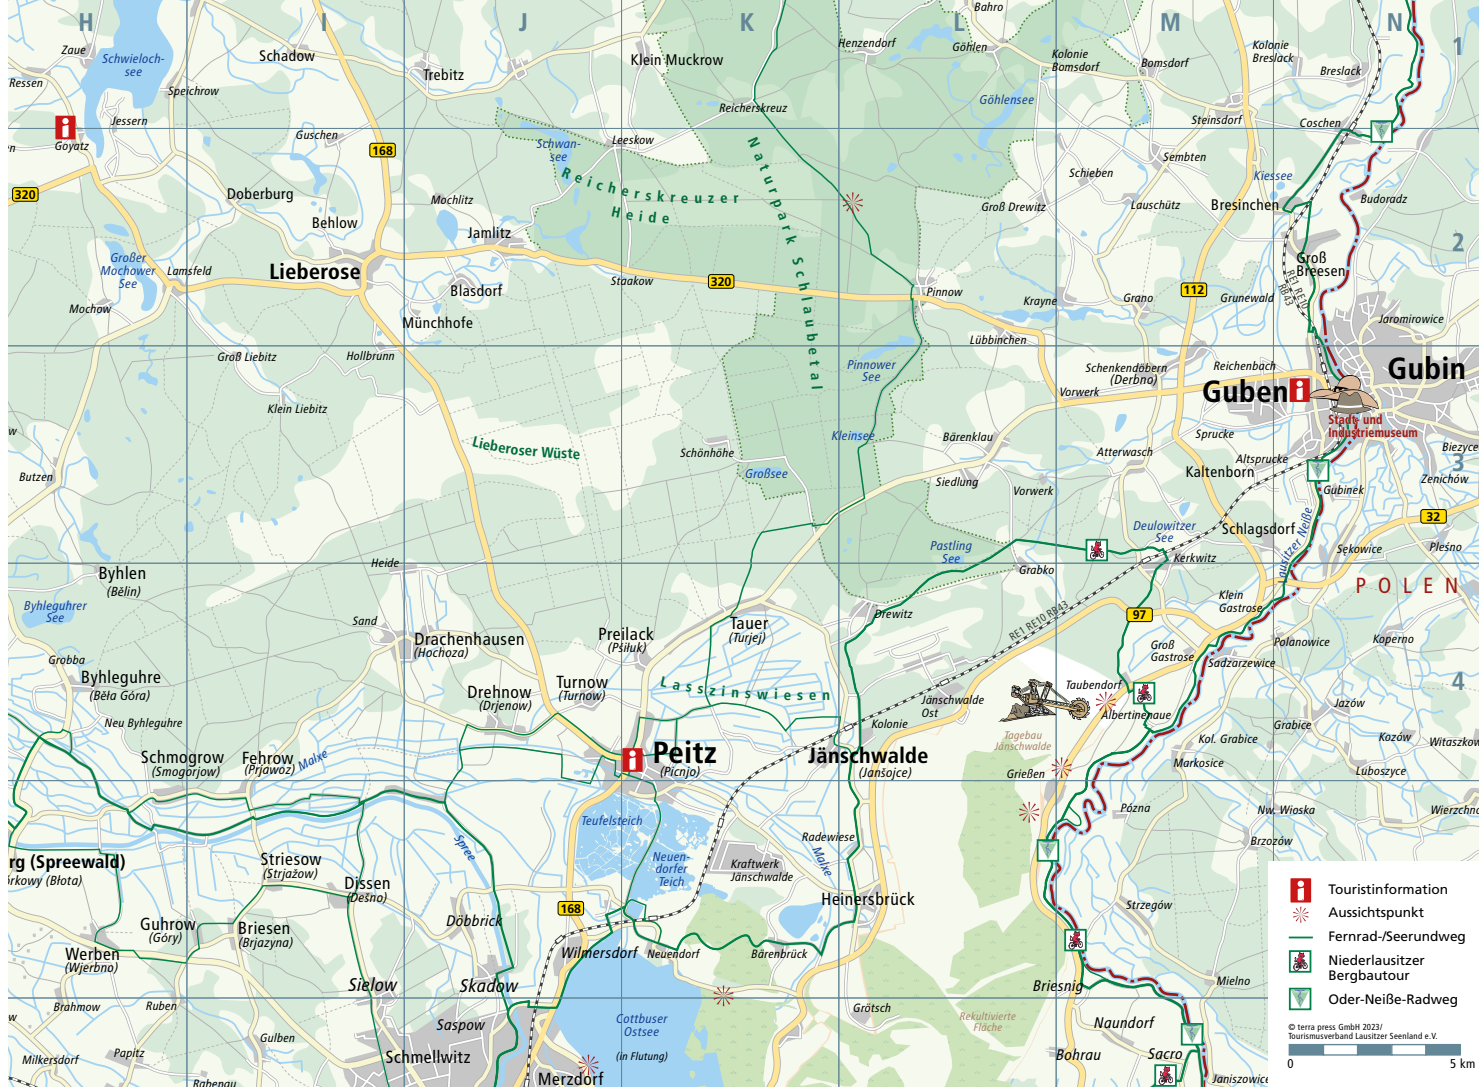 H
I
J
K
L
M
N
1
2
3
4
Zaue
Schwieloch-
see
Ressen
Speichrow
Jessern
Goyatz
Schadow
Guschen
Trebitz
Klein Muckrow
Reicherskreuz
Leeskow
Schwan-
see
Henzendorf
Bahro
Göhlen
Göhlensee
Kolonie
Bomsdorf
Bomsdorf
Kolonie
Breslack
Breslack
Steinsdorf
Coschen
Sembten
Schieben
Kiessee
Lauschütz
Bresinchen
Budoradz
Groß Drewitz
Reicherskreuzer
Heide
Naturpark Schlaubetal
168
320
Doberburg
Behlow
Mochlitz
Jamlitz
Lieberose
Großer
Mochower
See
Lamsfeld
Mochow
Blasdorf
Münchhofe
Staakow
320
Pinnow
Krayne
Grano
112
Grunewald
Groß
Breesen
RE1 RE10
RB43
Jaromirowice
Lübbinchen
Groß Liebitz
Hollbrunn
Klein Liebitz
Pinnower
See
Schenkendöbern
(Derbno)
Reichenbach
Vorwerk
Guben
Gubin
Stadt- und
Industriemuseum
Kleinsee
Bärenklau
Sprucke
Atterwasch
Altsprucke
Biezyce
Lieberoser Wüste
Schönhöhe
Großsee
Siedlung
Vorwerk
Kaltenborn
Gubinek
Zenichów
Butzen
32
Deulowitzer
See
Schlagsdorf
Sękowice
Pleśno
Pastling
See
Kerkwitz
Grabko
POLEN
Heide
Byhlen
(Bělin)
Byhleguhrer
See
Drewitz
RE1 RE10 RB43
97
Klein
Gastrose
Sand
Drachenhausen
(Hochoza)
Preilack
(Pśiłuk)
Tauer
(Turjej)
Groß
Gastrose
Polanowice
Koperno
Sadzarzewice
Grobba
Byhleguhre
(Běła Góra)
Drehnow
(Drjenow)
Turnow
(Turnow)
Lasszinswiesen
Jänschwalde
Ost
Taubendorf
Albertinenaue
Jazów
Grabice
Neu Byhleguhre
Kolonie
Tagebau
Jänschwalde
Kol. Grabice
Kozów
Schmogrow
(Smogorjow)
Fehrow
(Prjawoz)
Malxe
Peitz
(Picnjo)
Jänschwalde
(Janšojce)
Grießen
Markosice
Luboszyce
Pózna
Nw. Wioska
Teufelsteich
Spree
Neuen-
dorfer
Teich
Radewiese
Malxe
Kraftwerk
Jänschwalde
Brzozów
rg (Spreewald)
órkowy (Błota)
Striesow
(Strjažow)
Dissen
(Dešno)
Heinersbrück
Strzegów
168
Guhrow
(Góry)
Briesen
(Brjazyna)
Döbbrick
Werben
(Wjerbno)
Wilmersdorf
Neuendorf
Bärenbrück
Mielno
Sielow
Skadow
Briesnig
Brahmow
Ruben
Grötsch
Rekultivierte
Fläche
Cottbuser
Ostsee
(in Flutung)
Saspow
Naundorf
Gulben
Milkersdorf
Papitz
Schmellwitz
Bohrau
Sacro
Merzdorf
Janiszowice
Touristinformation
Aussichtspunkt
Fernrad-/Seerundweg
Niederlausitzer
Bergbautour
Oder-Neiße-Radweg
© terra press GmbH 2023/
Tourismusverband Lausitzer Seenland e.V.
0
5 km